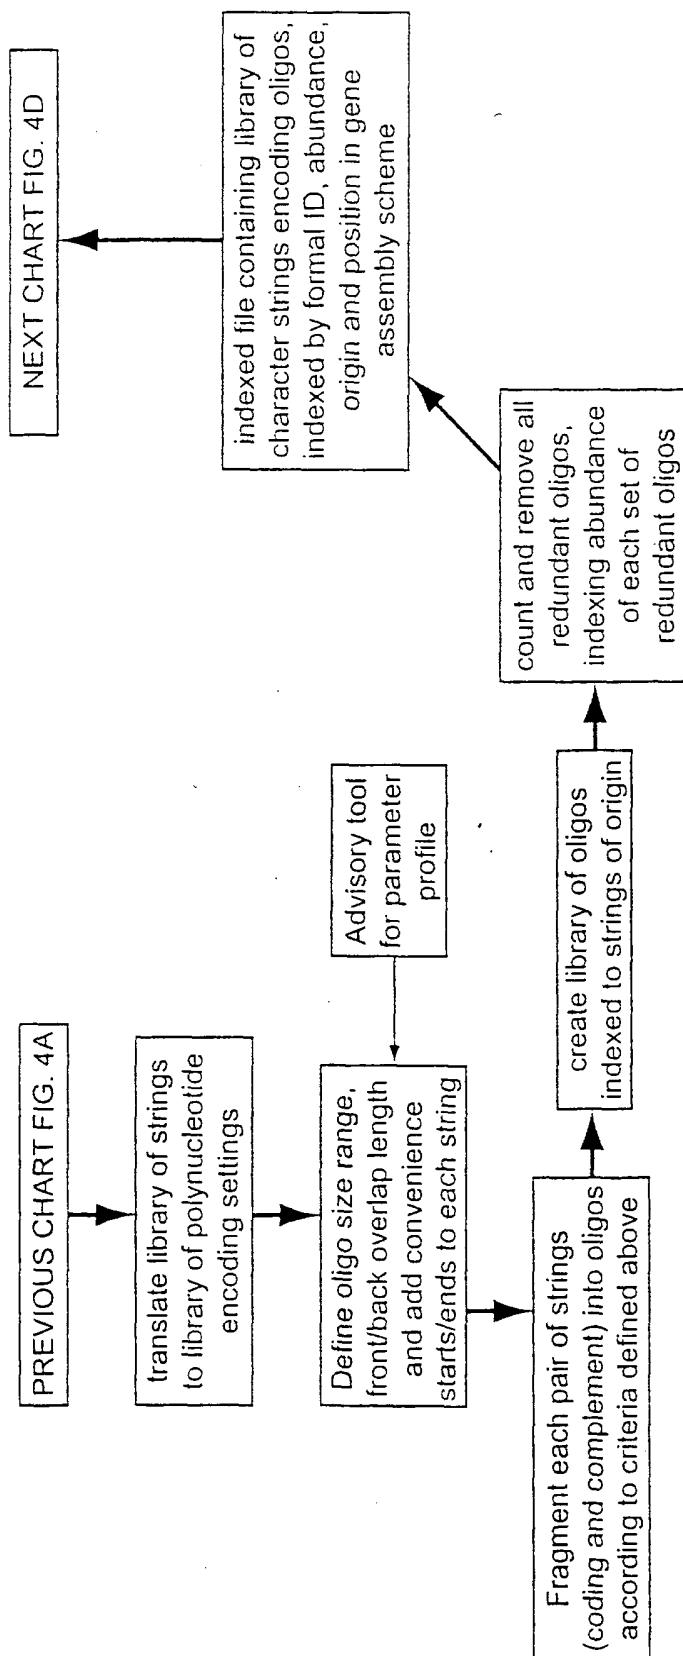 PREVIOUS CHART FIG. 4A
translate library of strings
to library of polynucleotide
encoding settings
Define oligo size range,
front/back overlap length
and add convenience
starts/ends to each string
Advisory tool
for parameter
profile
Fragment each pair of strings
(coding and complement) into oligos
according to criteria defined above
create library of oligos
indexed to strings of origin
count and remove all
redundant oligos,
indexing abundance
of each set of
redundant oligos
indexed file containing library of
character strings encoding oligos,
indexed by formal ID, abundance,
origin and position in gene
assembly scheme
NEXT CHART FIG. 4D